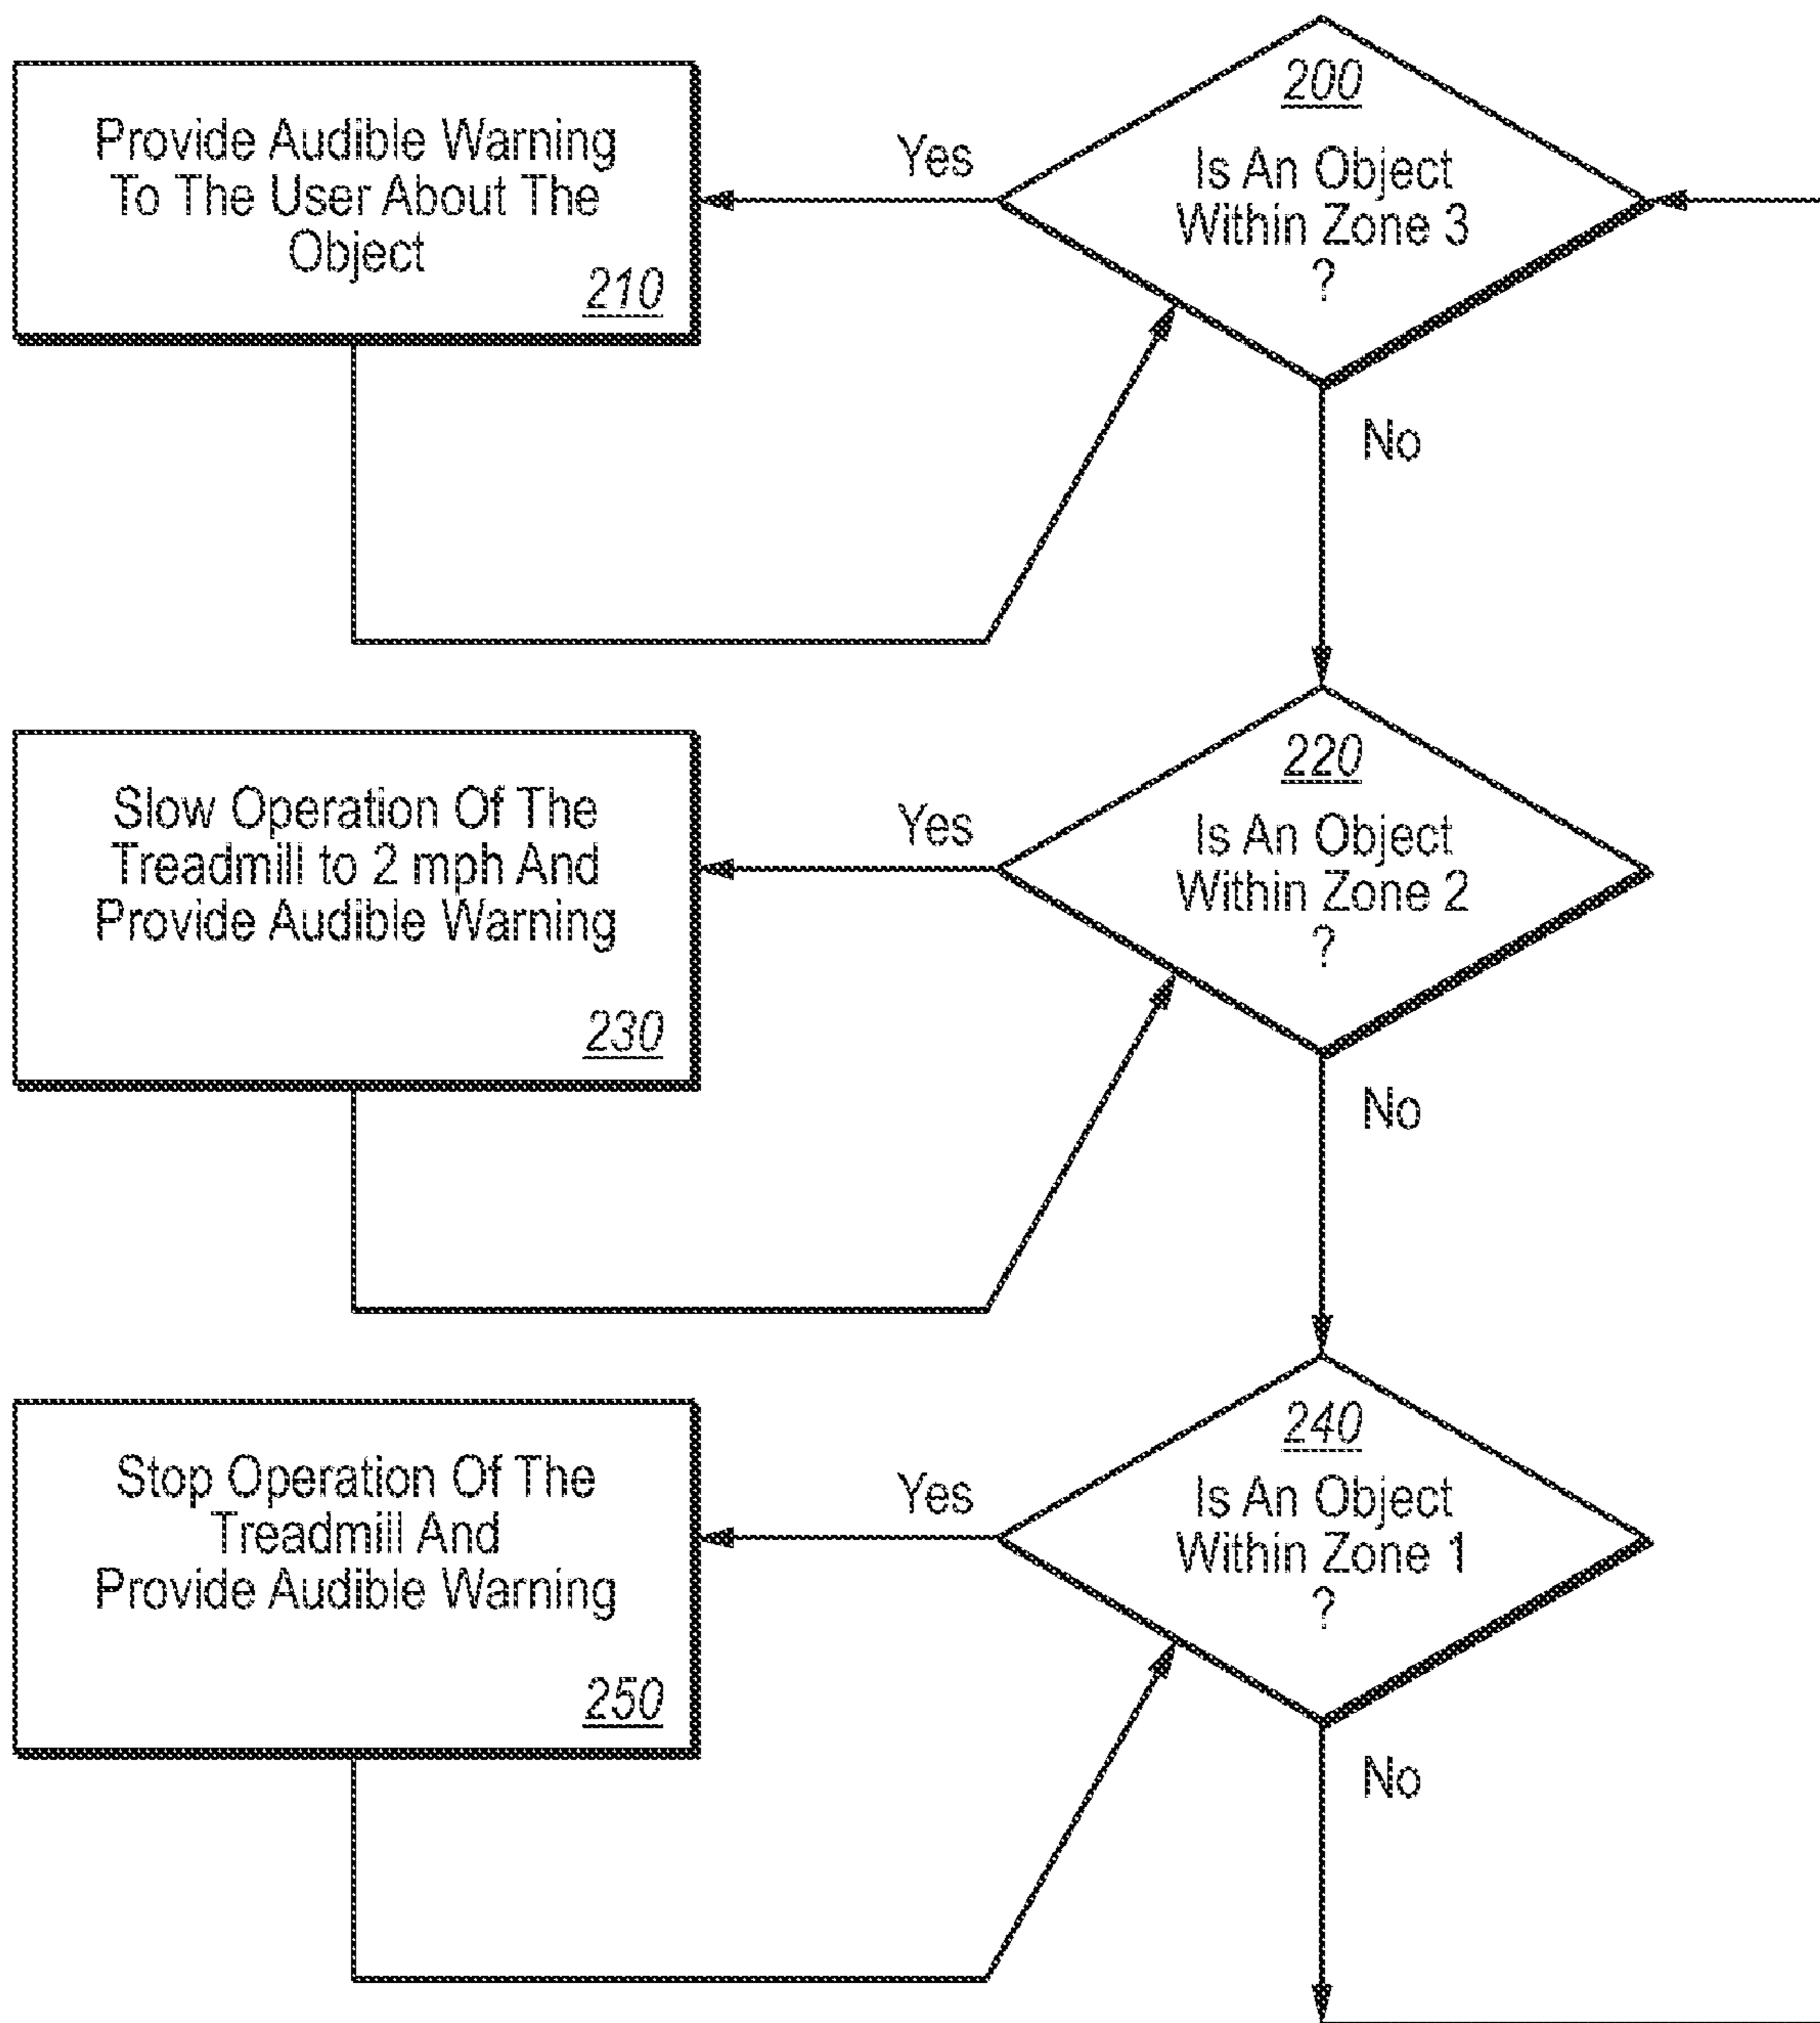 200
Is An Object
Within Zone 3
?
Yes
No
Provide Audible Warning
To The User About The
Object
210
220
Is An Object
Within Zone 2
?
Yes
No
Slow Operation Of The
Treadmill to 2 mph And
Provide Audible Warning
230
240
Is An Object
Within Zone 1
?
Yes
No
Stop Operation Of The
Treadmill And
Provide Audible Warning
250